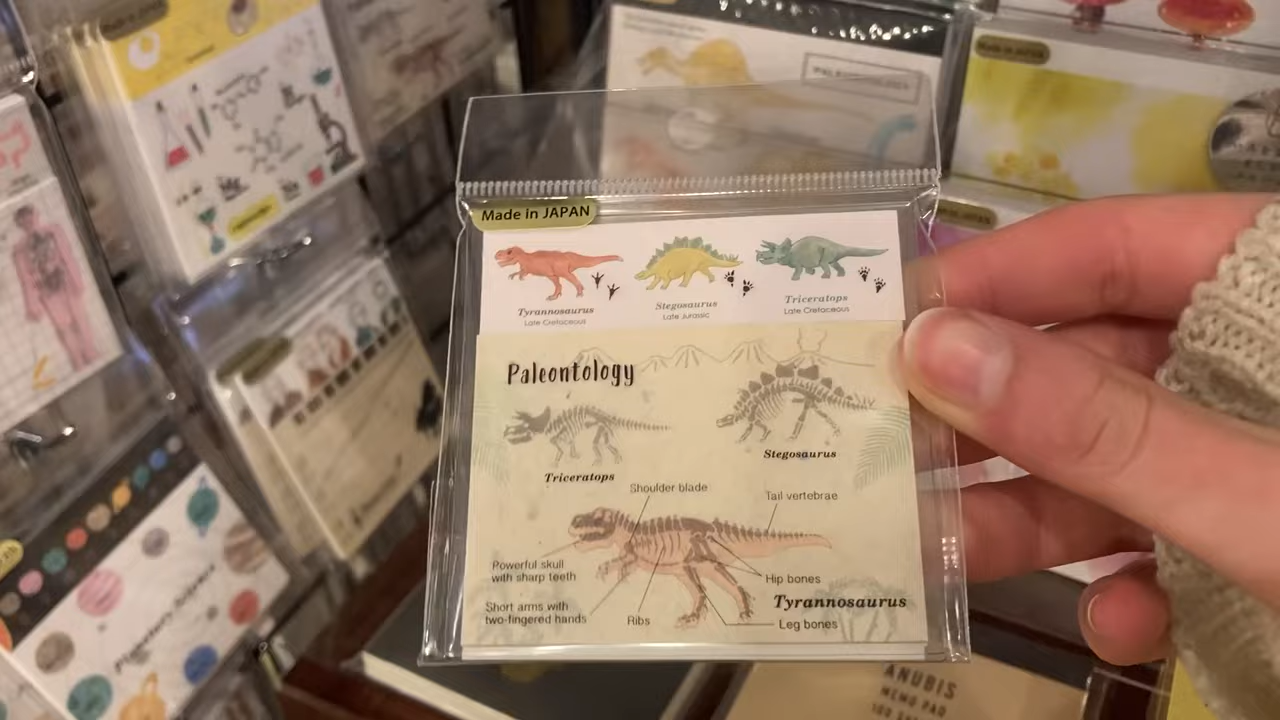 Made in JAPAN
Tyrannosaurus
Late Cretaceous
Stegosaurus
Late Jurassic
Triceratops
Late Cretaceous
Paleontology
Triceratops
Stegosaurus
Shoulder blade
Tail vertebrae
Powerful skull
with sharp teeth
Hip bones
Short arms with
two-fingered hands
Ribs
Tyrannosaurus
Leg bones
Made in JAPAN
ANUBIS
MEMO PAD